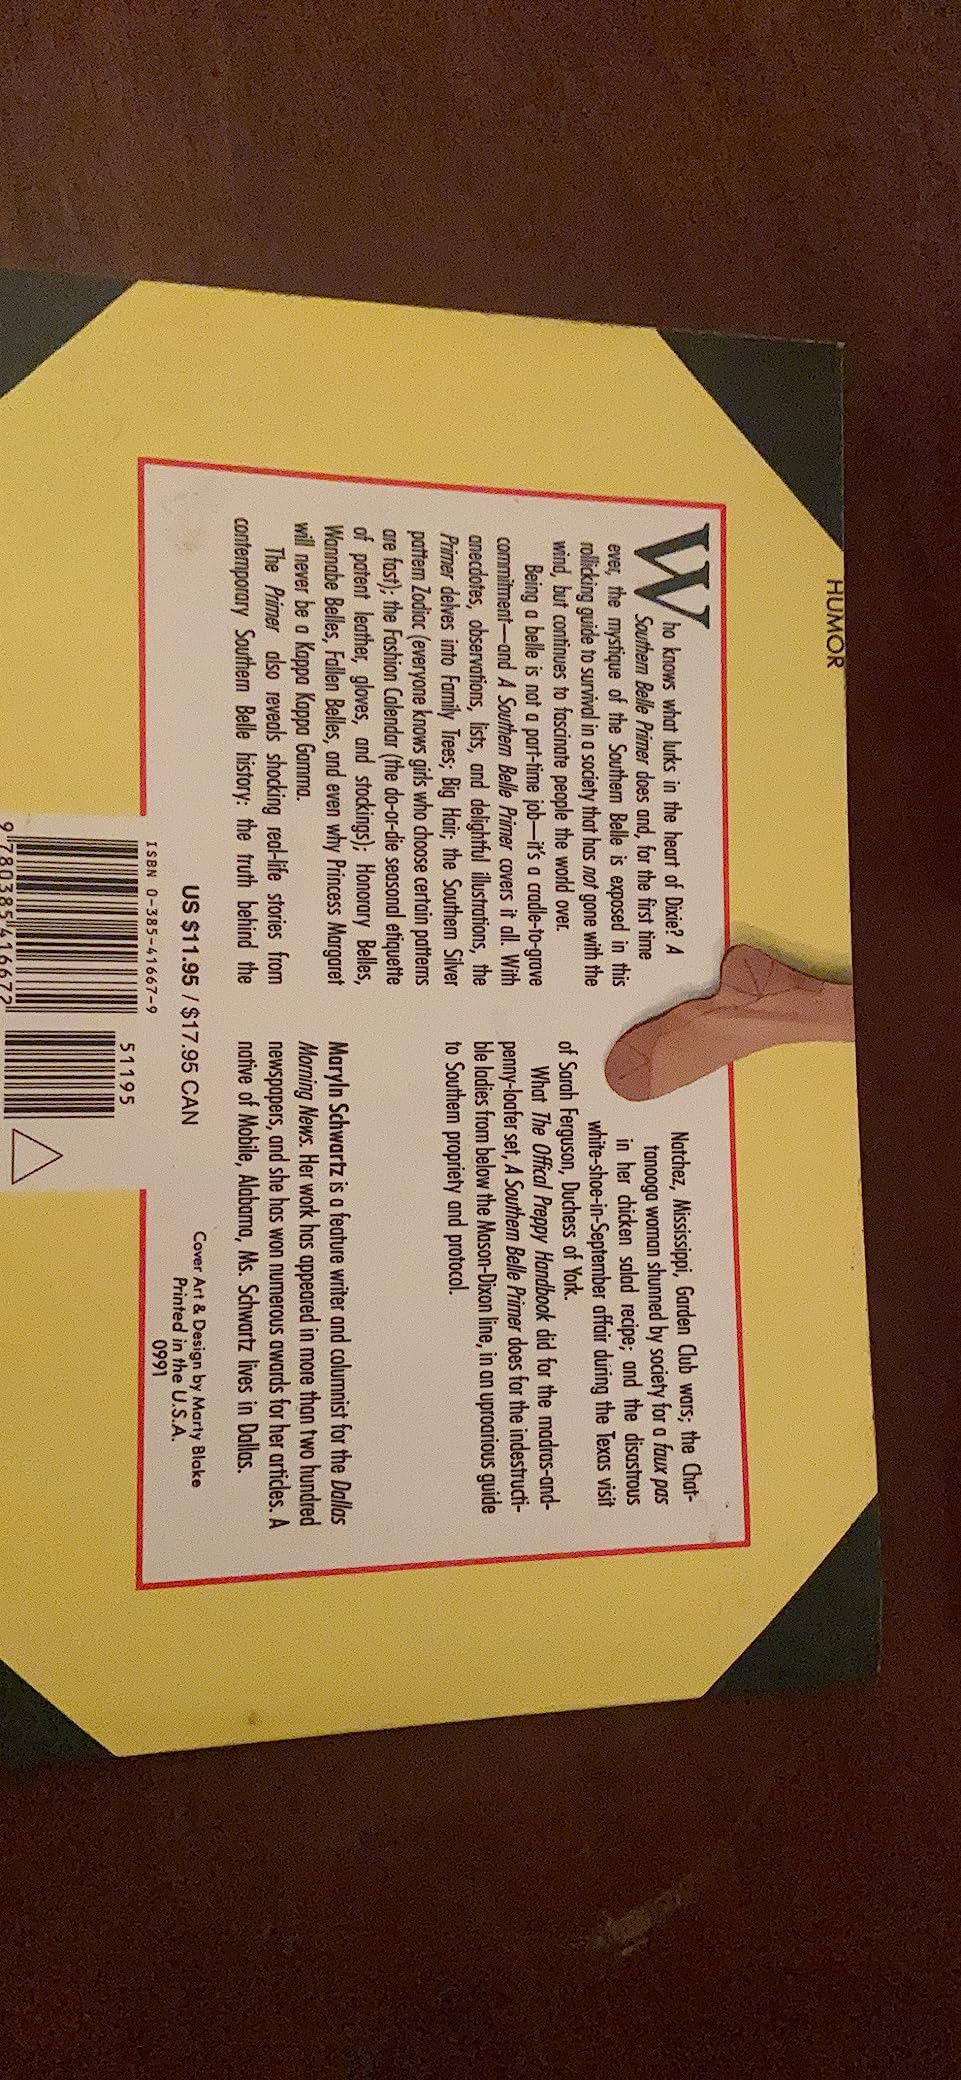 HUMOR
Who knows what lurks in the heart of Dixie? A
Southern Belle Primer does and, for the first time
ever, the mystique of the Southern Belle is exposed in this
rollicking guide to survival in a society that has not gone with the
wind, but continues to fascinate people the world over.
Being a belle is not a part-time job—it's a cradle-to-grave
commitment—and A Southern Belle Primer covers it all. With
anecdotes, observations, lists, and delightful illustrations, the
Primer delves into Family Trees; Big Hair; the Southern Silver
pattern Zodiac (everyone knows girls who choose certain patterns
are fast); the Fashion Calendar (the do-or-die seasonal etiquette
of patent leather, gloves, and stockings); Honorary Belles,
Wannabe Belles, Fallen Belles, and even why Princess Margaret
will never be a Kappa Kappa Gamma.
The Primer also reveals shocking real-life stories from
contemporary Southern Belle history: the truth behind the
Natchez, Mississippi, Garden Club wars; the Chat-
tanooga woman shunned by society for a faux pas
in her chicken salad recipe; and the disastrous
white-shoe-in-September affair during the Texas visit
of Sarah Ferguson, Duchess of York.
What The Offical Preppy Handbook did for the madras-and-
penny-loafer set, A Southern Belle Primer does for the indestructi-
ble ladies from below the Mason-Dixon line, in an uproarious guide
to Southern propriety and protocol.
Maryln Schwartz is a feature writer and columnist for the Dallas
Morning News. Her work has appeared in more than two hundred
newspapers, and she has won numerous awards for her articles. A
native of Mobile, Alabama, Ms. Schwartz lives in Dallas.
US $11.95 / $17.95 CAN
Cover Art & Design by Marty Blake
Printed in the U.S.A.
0991
ISBN 0-385-41667-9
51195
9 780385 416672